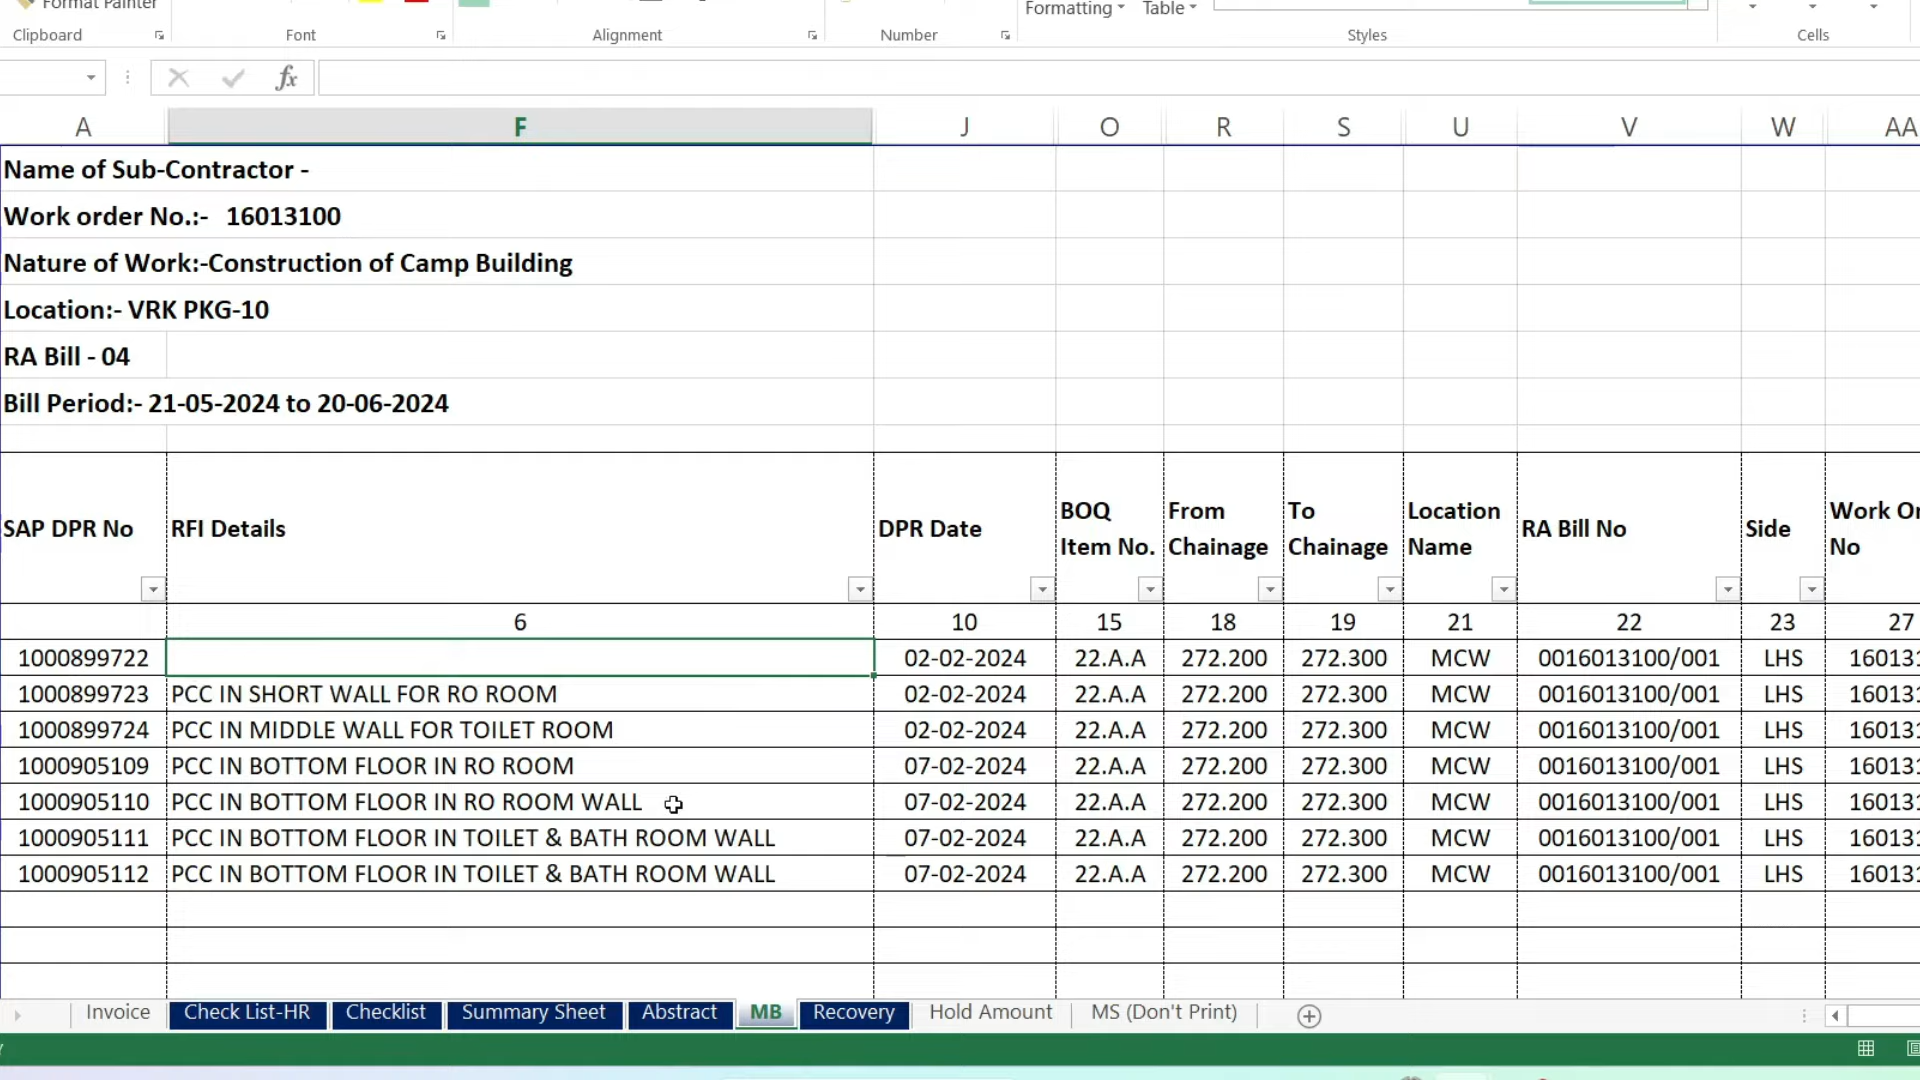 Format Painter
Formatting
Table
Clipboard
Font
Alignment
Number
Styles
Cells
fx
A F J O R S U V W AA
Name of Sub-Contractor -
Work order No.:- 16013100
Nature of Work:-Construction of Camp Building
Location:- VRK PKG-10
RA Bill - 04
Bill Period:- 21-05-2024 to 20-06-2024
SAP DPR No
RFI Details
DPR Date
BOQ
Item No.
From
Chainage
To
Chainage
Location
Name
RA Bill No
Side
Work Or
No
6 10 15 18 19 21 22 23 27
1000899722 02-02-2024 22.A.A 272.200 272.300 MCW 0016013100/001 LHS 160131
1000899723 PCC IN SHORT WALL FOR RO ROOM 02-02-2024 22.A.A 272.200 272.300 MCW 0016013100/001 LHS 160131
1000899724 PCC IN MIDDLE WALL FOR TOILET ROOM 02-02-2024 22.A.A 272.200 272.300 MCW 0016013100/001 LHS 160131
1000905109 PCC IN BOTTOM FLOOR IN RO ROOM 07-02-2024 22.A.A 272.200 272.300 MCW 0016013100/001 LHS 160131
1000905110 PCC IN BOTTOM FLOOR IN RO ROOM WALL 07-02-2024 22.A.A 272.200 272.300 MCW 0016013100/001 LHS 160131
1000905111 PCC IN BOTTOM FLOOR IN TOILET & BATH ROOM WALL 07-02-2024 22.A.A 272.200 272.300 MCW 0016013100/001 LHS 160131
1000905112 PCC IN BOTTOM FLOOR IN TOILET & BATH ROOM WALL 07-02-2024 22.A.A 272.200 272.300 MCW 0016013100/001 LHS 160131
Invoice Check List-HR Checklist Summary Sheet Abstract MB Recovery Hold Amount MS (Don't Print)